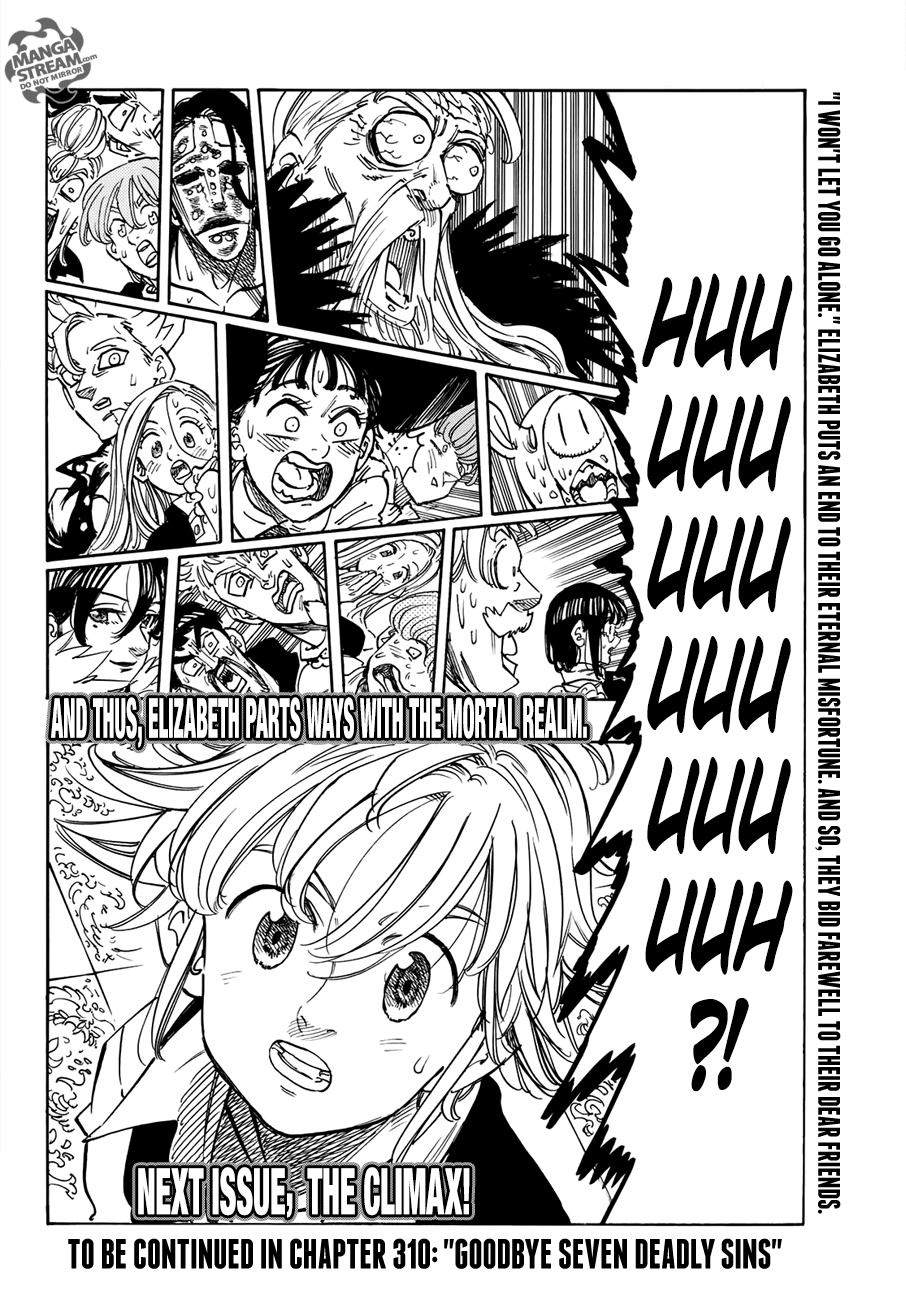 MANGA
STREAM.com
DO NOT MIRROR
HUU
UUU
UUU
UUU
UUU
UUH
?!
"I WON'T LET YOU GO ALONE." ELIZABETH PUTS AN END TO THEIR ETERNAL MISFORTUNE. AND SO, THEY BID FAREWELL TO THEIR DEAR FRIENDS.
AND THUS, ELIZABETH PARTS WAYS WITH THE MORTAL REALM.
NEXT ISSUE, THE CLIMAX!
TO BE CONTINUED IN CHAPTER 310: "GOODBYE SEVEN DEADLY SINS"